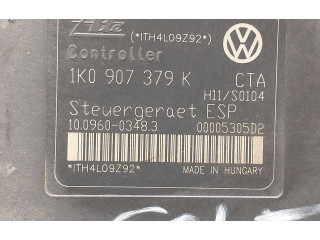 Ate (*ITH4L09Z92*)
Controller
1K0 907 379 K CTA
H11/S0104
Steuergeraet ESP
10.0960-0348.3 00005305D2
*ITH4L09Z92* MADE IN HUNGARY